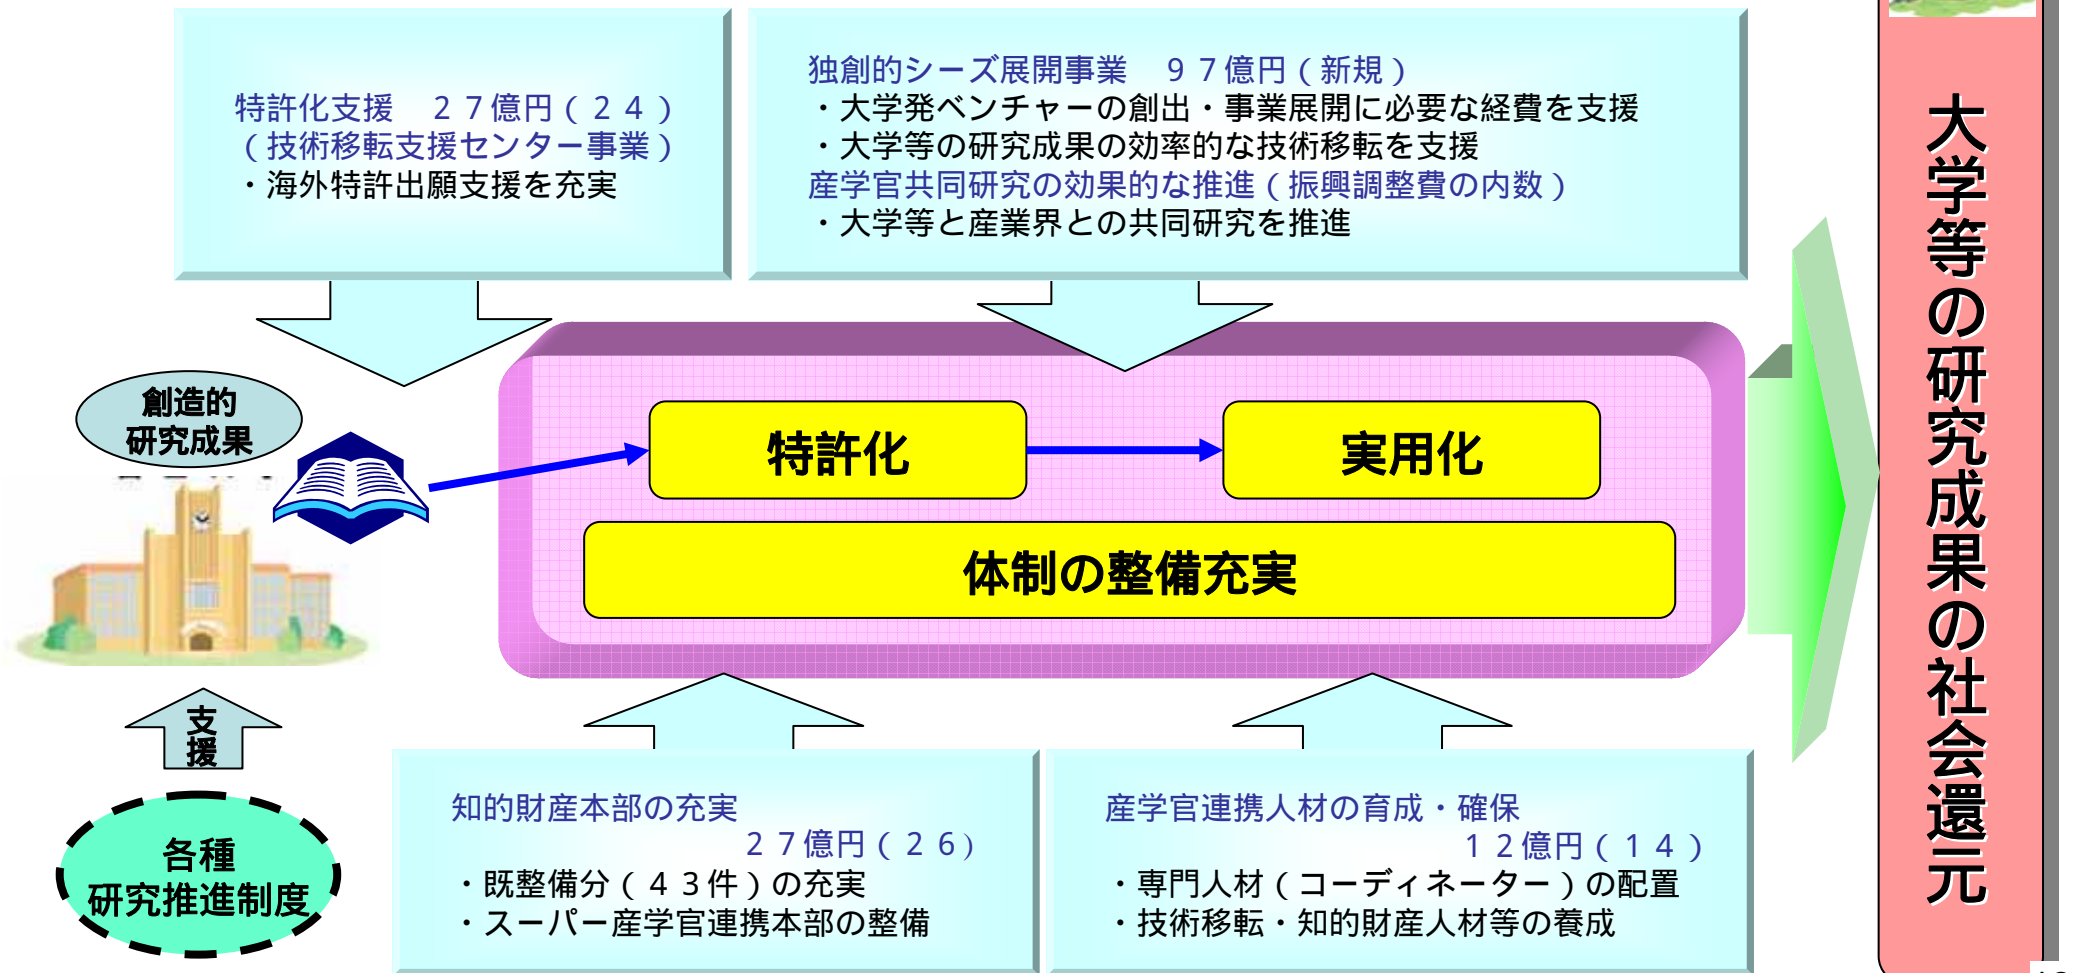 特許化支援　２７億円（２４）
（技術移転支援センター事業）
・海外特許出願支援を充実
独創的シーズ展開事業　９７億円（新規）
・大学発ベンチャーの創出・事業展開に必要な経費を支援
・大学等の研究成果の効率的な技術移転を支援
産学官共同研究の効果的な推進（振興調整費の内数）
・大学等と産業界との共同研究を推進
創造的
研究成果
特許化
実用化
体制の整備充実
支援
各種
研究推進制度
知的財産本部の充実
２７億円（２６）
・既整備分（４３件）の充実
・スーパー産学官連携本部の整備
産学官連携人材の育成・確保
１２億円（１４）
・専門人材（コーディネーター）の配置
・技術移転・知的財産人材等の養成
大学等の研究成果の社会還元